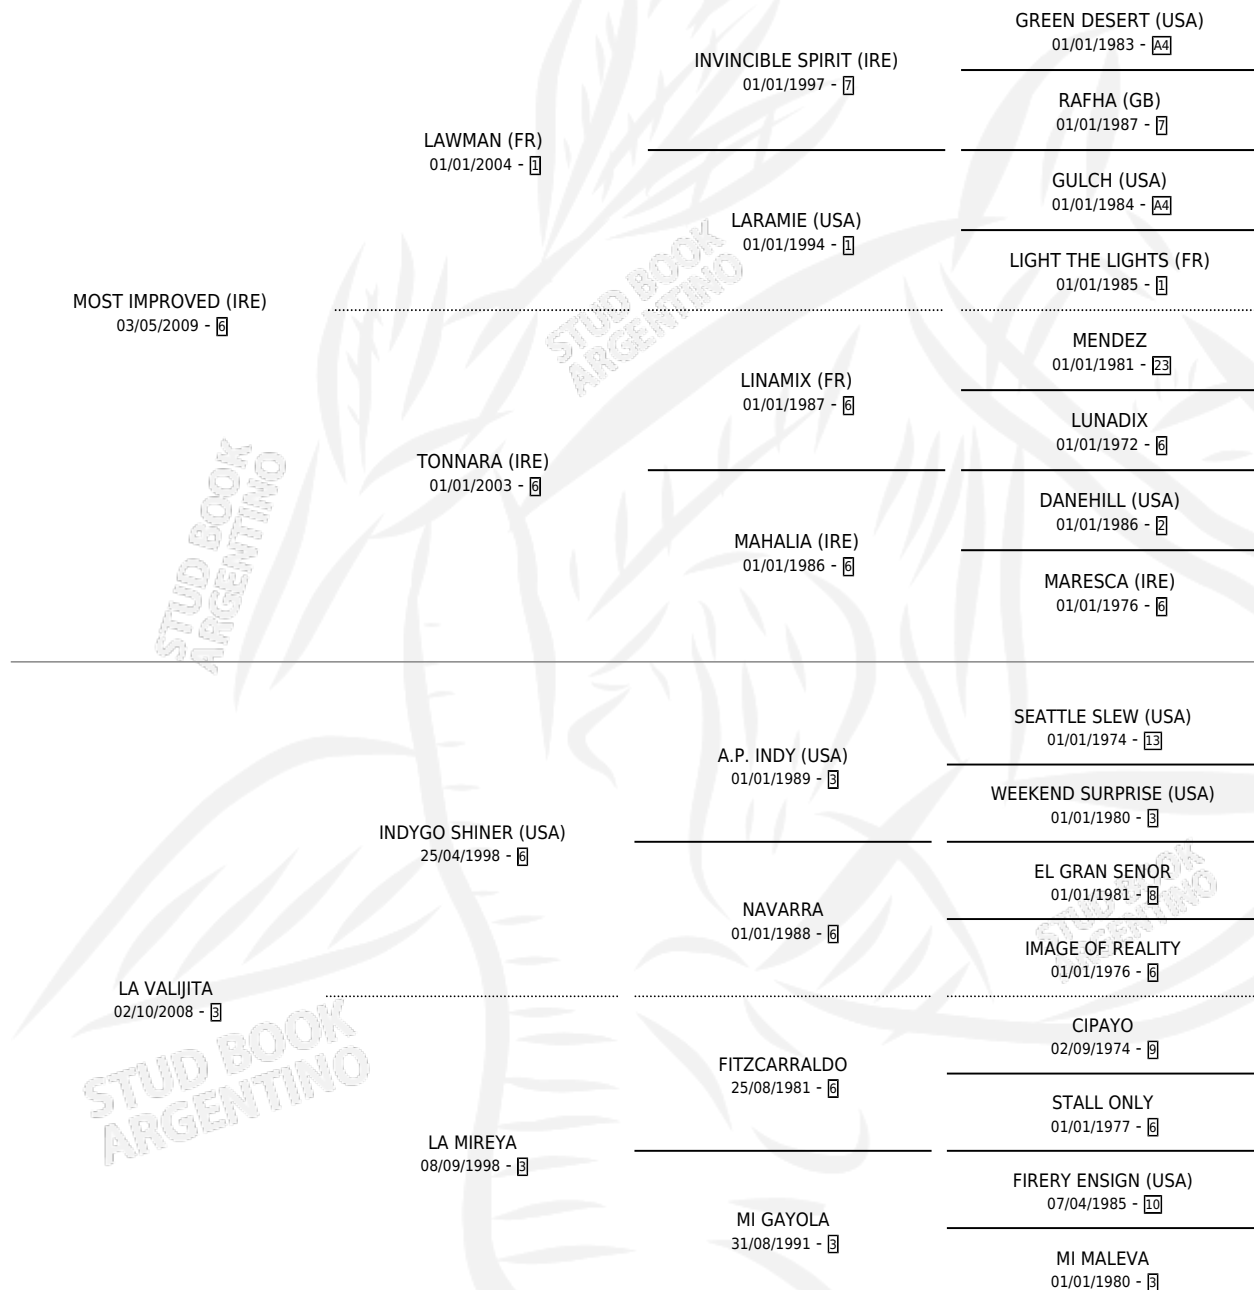 GREEN DESERT (USA)
01/01/1983 - A4
INVINCIBLE SPIRIT (IRE)
01/01/1997 - 7
RAFHA (GB)
01/01/1987 - 7
LAWMAN (FR)
01/01/2004 - 1
GULCH (USA)
01/01/1984 - A4
LARAMIE (USA)
01/01/1994 - 1
LIGHT THE LIGHTS (FR)
01/01/1985 - 1
MOST IMPROVED (IRE)
03/05/2009 - 6
MENDEZ
01/01/1981 - 23
LINAMIX (FR)
01/01/1987 - 6
LUNADIX
01/01/1972 - 6
TONNARA (IRE)
01/01/2003 - 6
DANEHILL (USA)
01/01/1986 - 2
MAHALIA (IRE)
01/01/1986 - 6
MARESCA (IRE)
01/01/1976 - 6
SEATTLE SLEW (USA)
01/01/1974 - 13
A.P. INDY (USA)
01/01/1989 - 3
WEEKEND SURPRISE (USA)
01/01/1980 - 3
INDYGO SHINER (USA)
25/04/1998 - 6
EL GRAN SENOR
01/01/1981 - 8
NAVARRA
01/01/1988 - 6
IMAGE OF REALITY
01/01/1976 - 6
LA VALIJITA
02/10/2008 - 3
CIPAYO
02/09/1974 - 9
FITZCARRALDO
25/08/1981 - 6
STALL ONLY
01/01/1977 - 6
LA MIREYA
08/09/1998 - 3
FIRERY ENSIGN (USA)
07/04/1985 - 10
MI GAYOLA
31/08/1991 - 3
MI MALEVA
01/01/1980 - 3
STUD BOOK
ARGENTINO
STUD BOOK
ARGENTINO
STUD BOOK
ARGENTINO
STUD BOOK
ARGENTINO